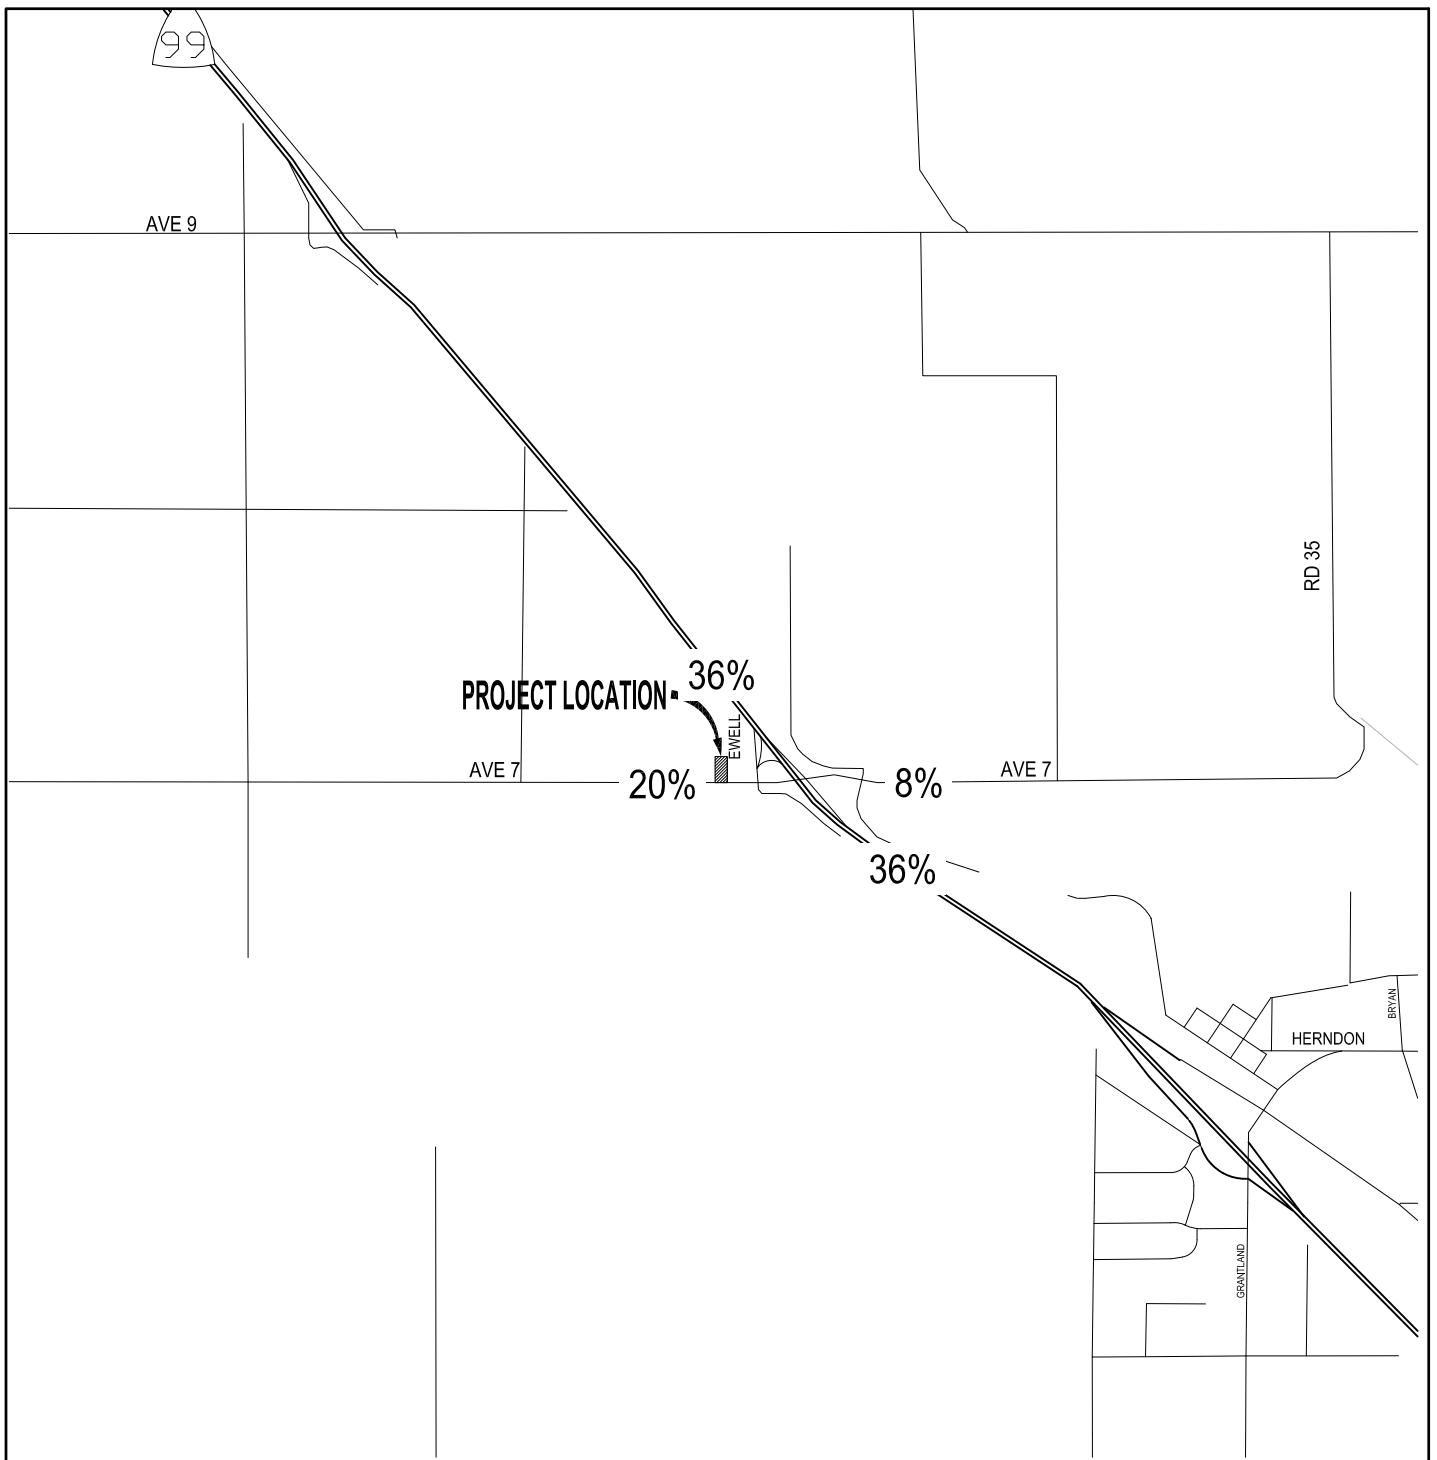 99
AVE 9
RD 35
36%
PROJECT LOCATION
EWELL
AVE 7
20%
8%
AVE 7
36%
BRYAN
HERNDON
GRANTLAND